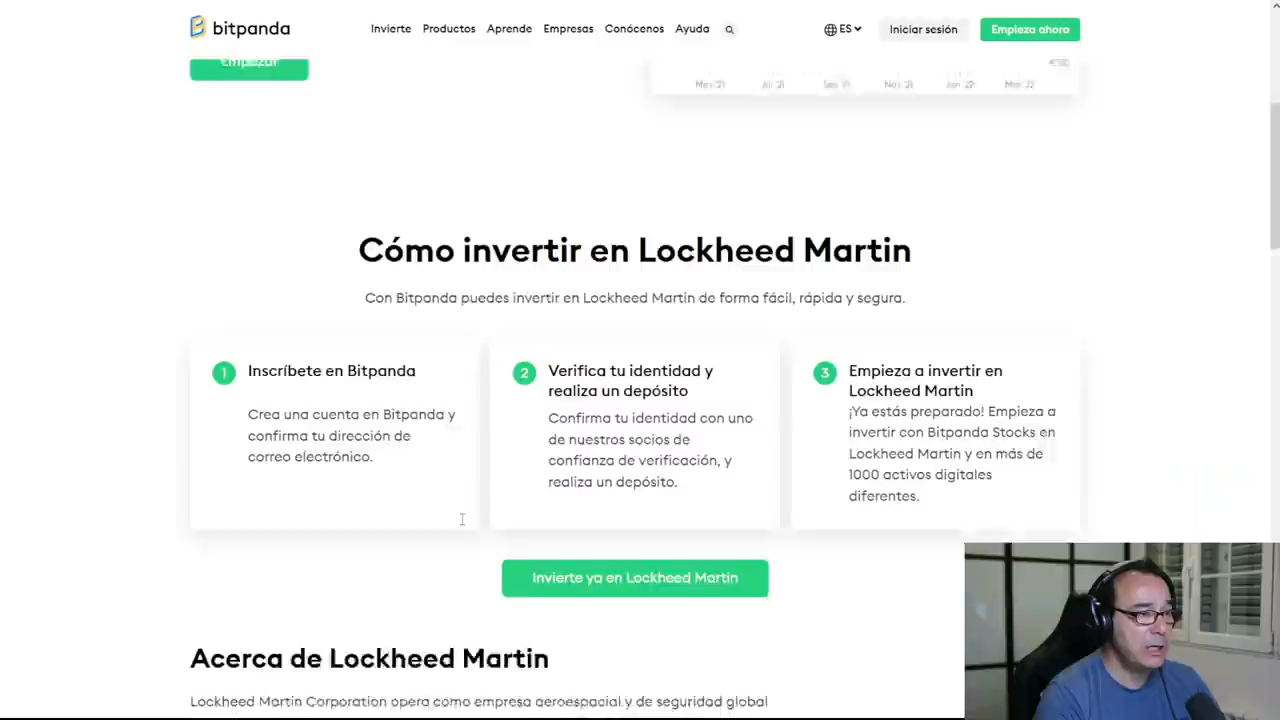 bitpanda
Invierte Productos Aprende Empresas Conócenos Ayuda ES Iniciar sesión Empieza ahora
Empezar
Jul 21 Nov 21
Cómo invertir en Lockheed Martin
Con Bitpanda puedes invertir en Lockheed Martin de forma fácil, rápida y segura.
1 Inscríbete en Bitpanda
Crea una cuenta en Bitpanda y
confirma tu dirección de
correo electrónico.
2 Verifica tu identidad y
realiza un depósito
Confirma tu identidad con uno
de nuestros socios de
confianza de verificación, y
realiza un depósito.
3 Empieza a invertir en
Lockheed Martin
¡Ya estás preparado! Empieza a
invertir con Bitpanda Stocks en
Lockheed Martin y en más de
1000 activos digitales
diferentes.
Invierte ya en Lockheed Martin
Acerca de Lockheed Martin
Lockheed Martin Corporation opera como empresa aeroespacial y de seguridad global